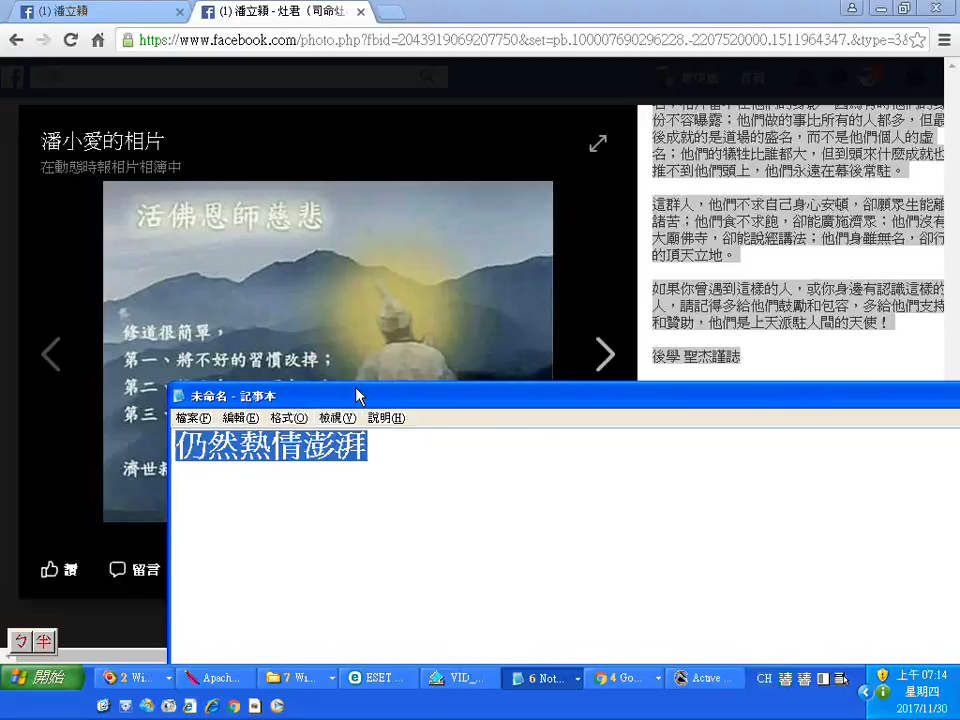 (1) 潘立穎
(1) 潘立穎 - 灶君（司命灶
https://www.facebook.com/photo.php?fbid=2043919069207750&set=pb.100007690296228.-2207520000.1511964347.&type=3&
潘小愛的相片
在動態時報相片相簿中
活佛恩師慈悲
修道很簡單，
第一、將不好的習慣改掉；
第二、
第三、
讚
留言
份不容曝露；他們做的事比所有的人都多，但最
後成就的是道場的盛名，而不是他們個人的虛
名；他們的犧牲比誰都大，但到頭來什麼成就也
推不到他們頭上，他們永遠在幕後常駐。
這群人，他們不求自己身心安頓，卻願眾生能離
諸苦；他們食不求飽，卻能廣施濟眾；他們沒有
大廟佛寺，卻能說經講法；他們身雖無名，卻行
的頂天立地。
如果你曾遇到這樣的人，或你身邊有認識這樣的
人，請記得多給他們鼓勵和包容，多給他們支持
和贊助，他們是上天派駐人間的天使！
後學 聖杰謹誌
未命名 - 記事本
檔案(F) 編輯(E) 格式(O) 檢視(V) 說明(H)
仍然熱情澎湃
ㄅ 半
開始
2 Wi...
Apach...
7 Wi...
ESET ...
VID_...
6 Not...
4 Go...
Active ...
CH
上午 07:14
星期四
2017/11/30